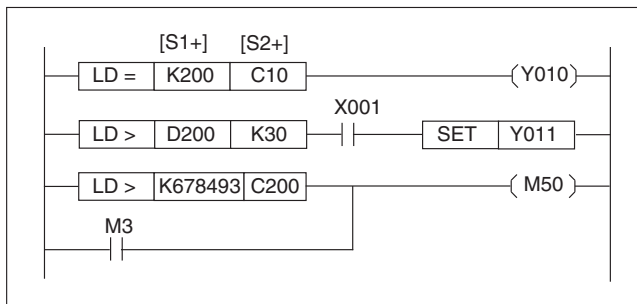 [S1+] [S2+]
LD = K200 C10 Y010
X001
LD > D200 K30 SET Y011
LD > K678493 C200 M50
M3